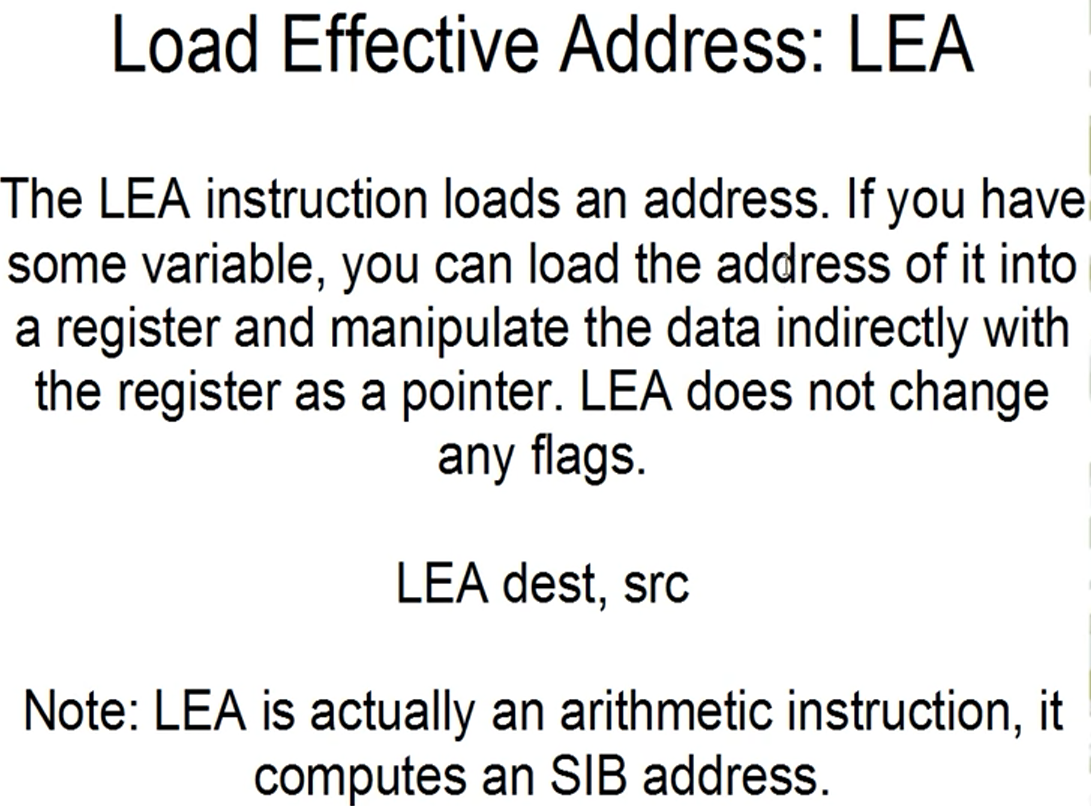 Load Effective Address: LEA
The LEA instruction loads an address. If you have
some variable, you can load the address of it into
a register and manipulate the data indirectly with
the register as a pointer. LEA does not change
any flags.
LEA dest, src
Note: LEA is actually an arithmetic instruction, it
computes an SIB address.